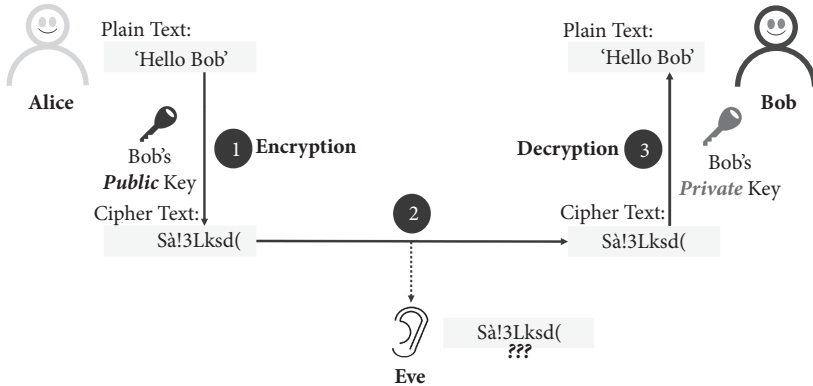 Plain Text:
'Hello Bob'
Alice
Bob's
Public Key
1 Encryption
Cipher Text:
Sà!3Lksd(
2
Plain Text:
'Hello Bob'
Bob
Decryption 3
Bob's
Private Key
Cipher Text:
Sà!3Lksd(
Sà!3Lksd(
???
Eve